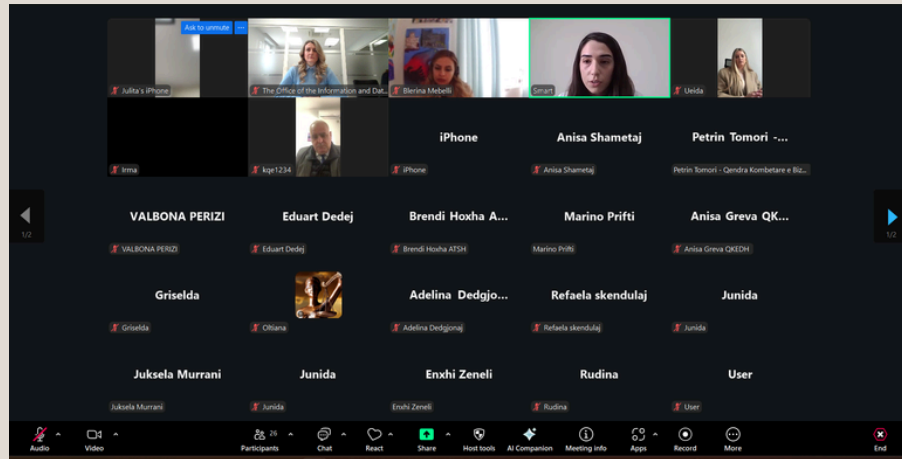 Ask to unmute ...
Julita's iPhone
The Office of the Information and Dat...
Blerina Mebelli
Smart
Ueida
iPhone
Anisa Shametaj
Petrin Tomori -...
Irma
kqe1234
iPhone
Anisa Shametaj
Petrin Tomori - Qendra Kombetare e Biz...
VALBONA PERIZI
Eduart Dedej
Brendi Hoxha A...
Marino Prifti
Anisa Greva QK...
1/2
1/2
VALBONA PERIZI
Eduart Dedej
Brendi Hoxha ATSH
Marino Prifti
Anisa Greva QKEDH
Griselda
Adelina Dedgjo...
Refaela skendulaj
Junida
Griselda
Oltiana
Adelina Dedgjonaj
Refaela skendulaj
Junida
Juksela Murrani
Junida
Enxhi Zeneli
Rudina
User
Juksela Murrani
Junida
Enxhi Zeneli
Rudina
User
26
Audio
Video
Participants
Chat
React
Share
Host tools
AI Companion
Meeting info
Apps
Record
More
End